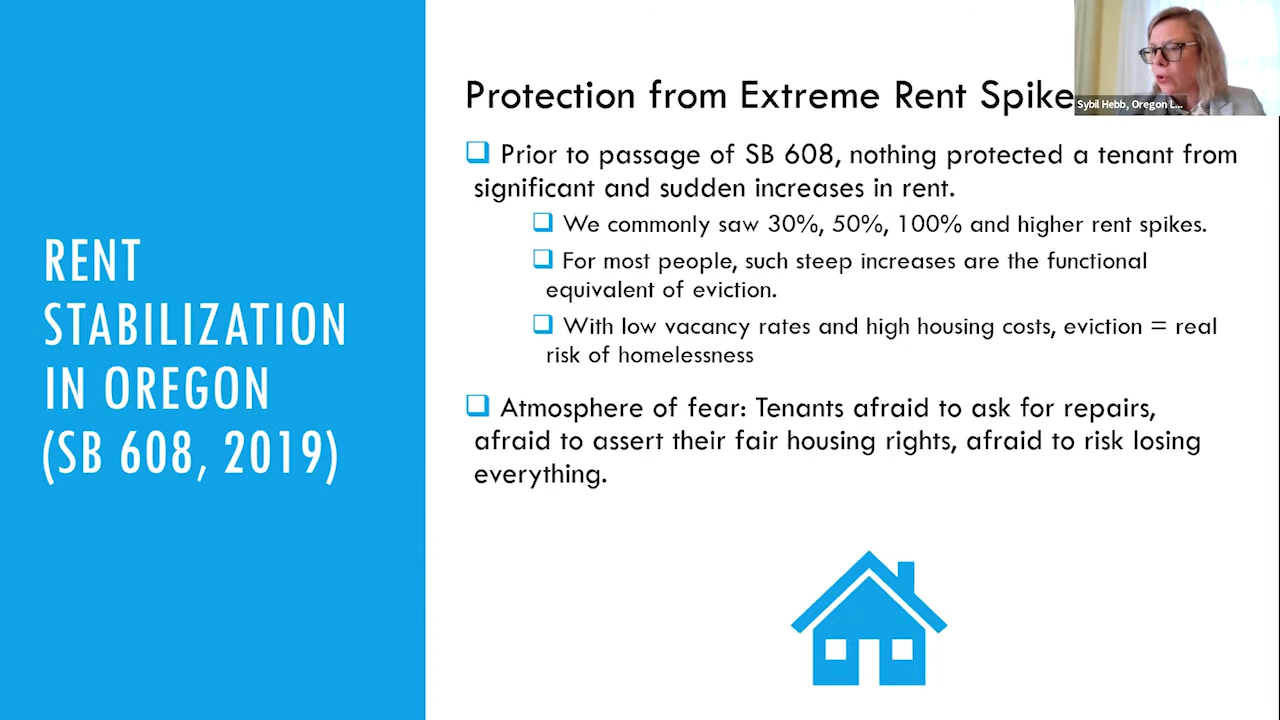 RENT
STABILIZATION
IN OREGON
(SB 608, 2019)
Protection from Extreme Rent Spike
Sybil Hebb, Oregon L...
❑ Prior to passage of SB 608, nothing protected a tenant from
significant and sudden increases in rent.
❑ We commonly saw 30%, 50%, 100% and higher rent spikes.
❑ For most people, such steep increases are the functional
equivalent of eviction.
❑ With low vacancy rates and high housing costs, eviction = real
risk of homelessness
❑ Atmosphere of fear: Tenants afraid to ask for repairs,
afraid to assert their fair housing rights, afraid to risk losing
everything.